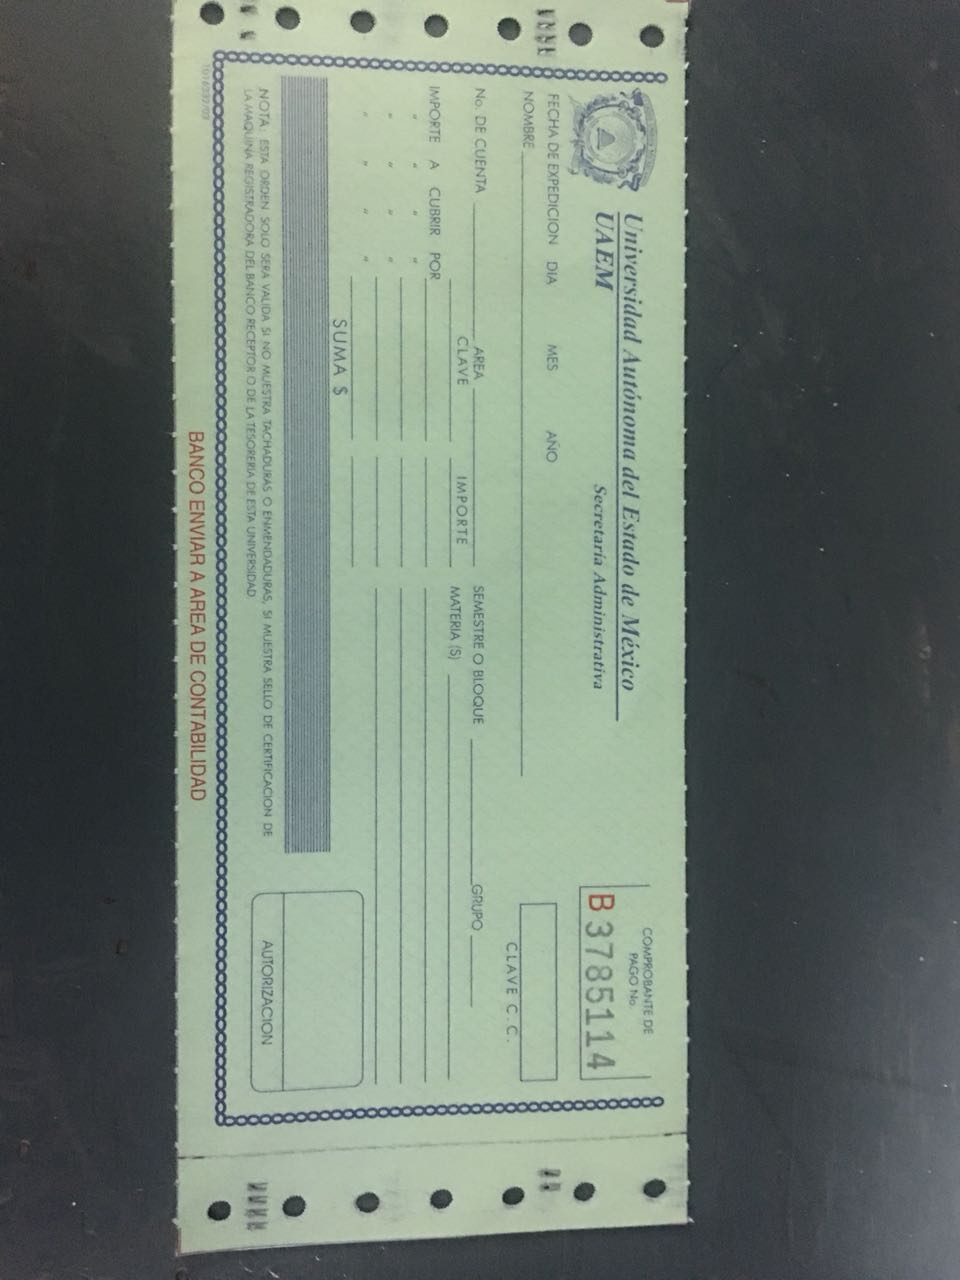 Universidad Autónoma del Estado de México
UAEM
Secretaría Administrativa
COMPROBANTE DE
PAGO No.
B 3785114
FECHA DE EXPEDICION DIA MES AÑO
NOMBRE
CLAVE C.C.
No. DE CUENTA AREA SEMESTRE O BLOQUE GRUPO
CLAVE IMPORTE MATERIA (S)
IMPORTE A CUBRIR POR
" " " "
" " " "
" " " "
SUMA $
AUTORIZACION
NOTA: ESTA ORDEN SOLO SERA VALIDA SI NO MUESTRA TACHADURAS O ENMENDADURAS, SI MUESTRA SELLO DE CERTIFICACION DE
LA MAQUINA REGISTRADORA DEL BANCO RECEPTOR O DE LA TESORERIA DE ESTA UNIVERSIDAD.
BANCO ENVIAR A AREA DE CONTABILIDAD